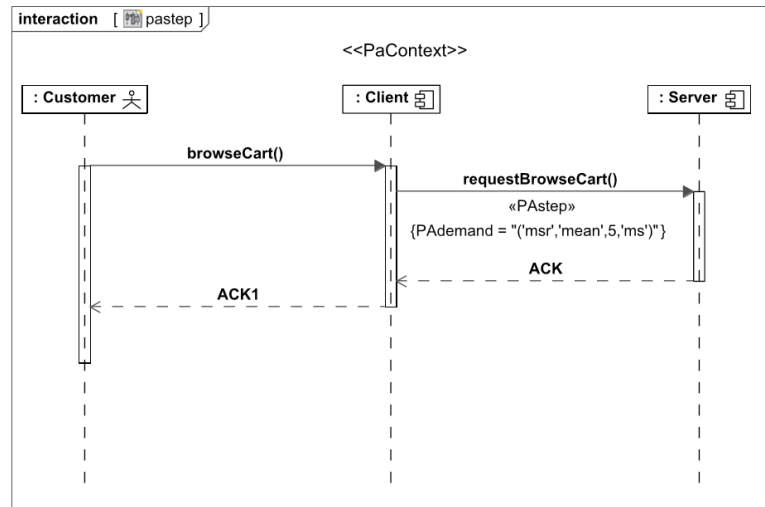 interaction [ pastep ]
<<PaContext>>
: Customer
: Client
: Server
browseCart()
requestBrowseCart()
«PAstep»
{PAdemand = "('msr','mean',5,'ms')"}
ACK
ACK1